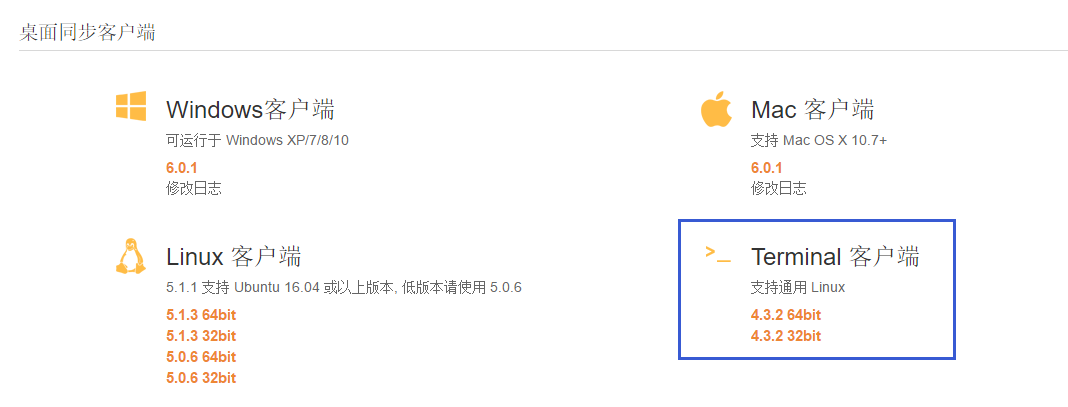 桌面同步客户端
Windows客户端
可运行于 Windows XP/7/8/10
6.0.1
修改日志
Mac 客户端
支持 Mac OS X 10.7+
6.0.1
修改日志
Linux 客户端
5.1.1 支持 Ubuntu 16.04 或以上版本, 低版本请使用 5.0.6
5.1.3 64bit
5.1.3 32bit
5.0.6 64bit
5.0.6 32bit
>_
Terminal 客户端
支持通用 Linux
4.3.2 64bit
4.3.2 32bit